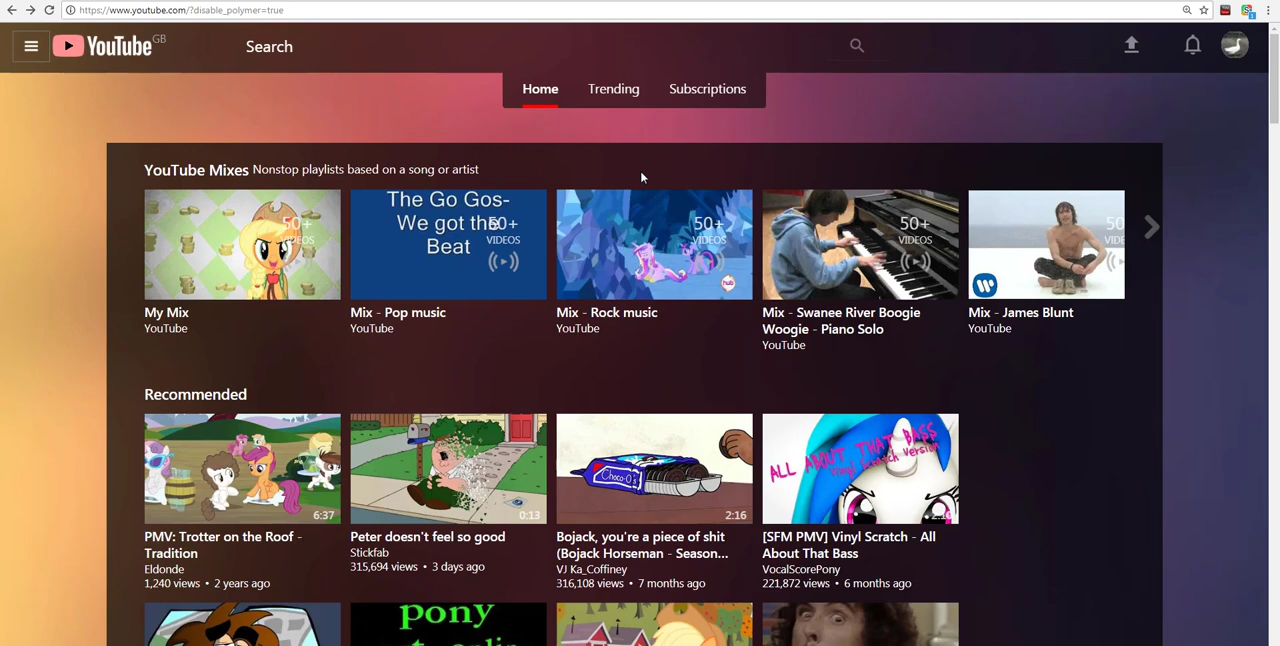 https://www.youtube.com/?disable_polymer=true
YouTube GB
Search
Home Trending Subscriptions
YouTube Mixes Nonstop playlists based on a song or artist
50+
VIDEOS
The Go Gos-
We got the
Beat
50+
VIDEOS
50+
VIDEOS
hub
50+
VIDEOS
50
VIDE
My Mix
YouTube
Mix - Pop music
YouTube
Mix - Rock music
YouTube
Mix - Swanee River Boogie
Woogie - Piano Solo
YouTube
Mix - James Blunt
YouTube
Recommended
6:37
0:13
Choco-O
2:16
ALL ABOUT THAT BASS
Vinyl Scratch Version
PMV: Trotter on the Roof -
Tradition
Eldonde
1,240 views • 2 years ago
Peter doesn't feel so good
Stickfab
315,694 views • 3 days ago
Bojack, you're a piece of shit
(Bojack Horseman - Season...
VJ Ka_Coffiney
316,108 views • 7 months ago
[SFM PMV] Vinyl Scratch - All
About That Bass
VocalScorePony
221,872 views • 6 months ago
pony